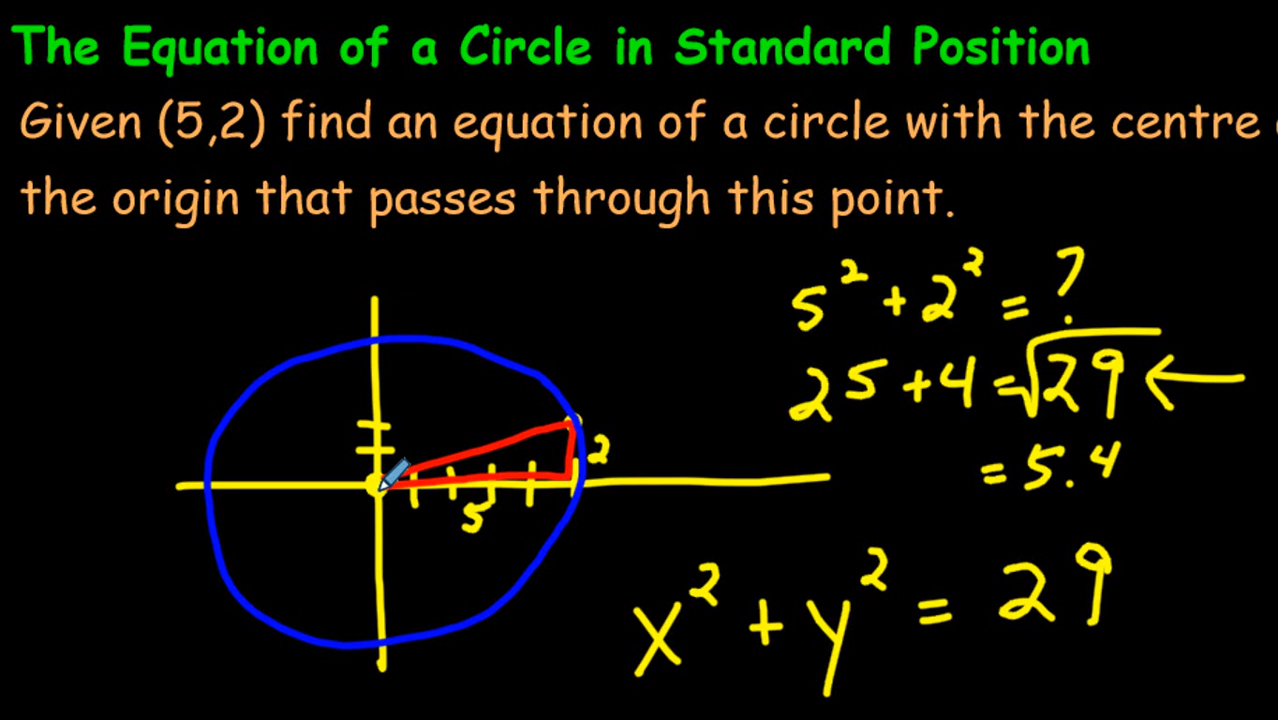 The Equation of a Circle in Standard Position
Given (5,2) find an equation of a circle with the centre
the origin that passes through this point.
5² + 2² = ?
25 + 4 = √29 ←
= 5.4
2
5
x² + y² = 29